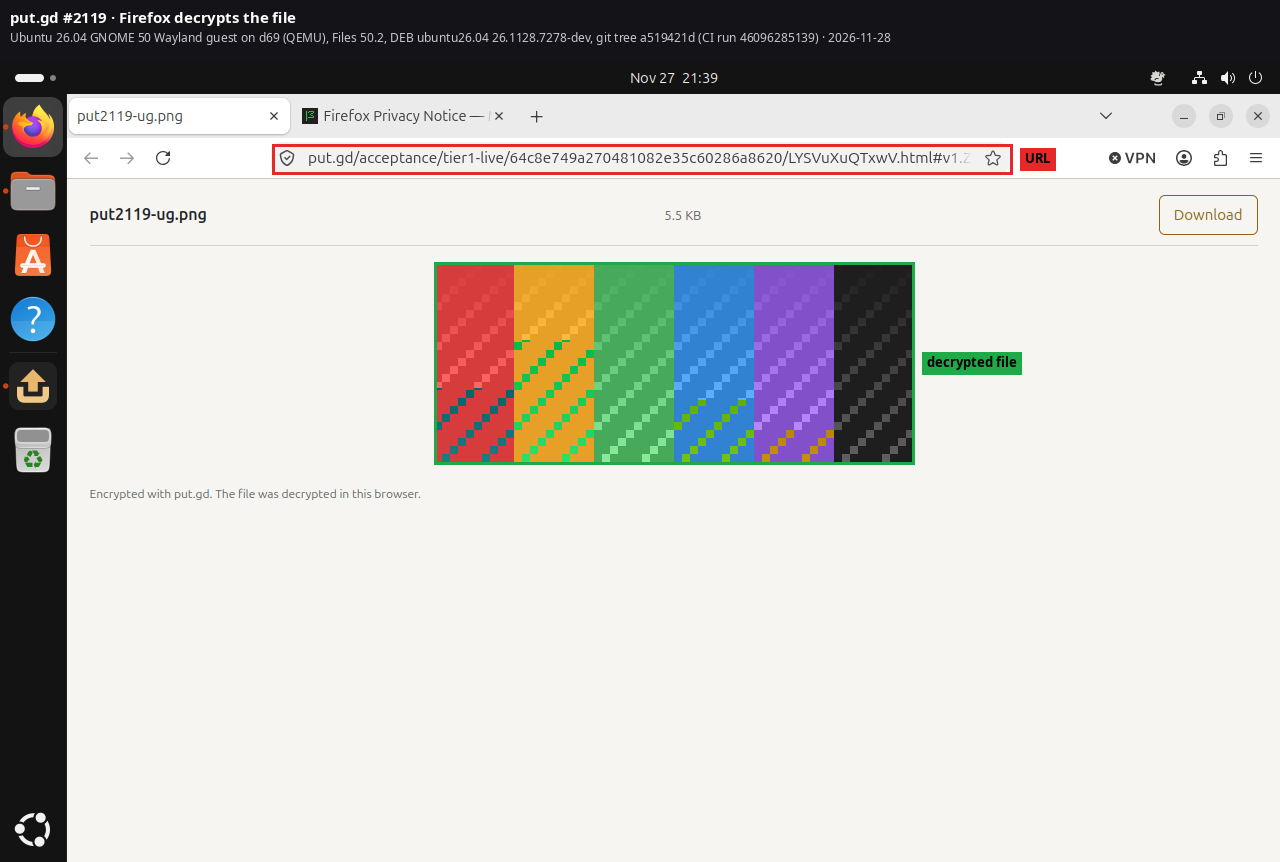 put.gd #2119 · Firefox decrypts the file
Ubuntu 26.04 GNOME 50 Wayland guest on d69 (QEMU), Files 50.2, DEB ubuntu26.04 26.1128.7278-dev, git tree a519421d (CI run 46096285139) · 2026-11-28
Nov 27 21:39
put2119-ug.png
Firefox Privacy Notice —
put.gd/acceptance/tier1-live/64c8e749a270481082e35c60286a8620/LYSVuXuQTxwV.html#v1.Z
URL
VPN
put2119-ug.png
5.5 KB
Download
decrypted file
Encrypted with put.gd. The file was decrypted in this browser.